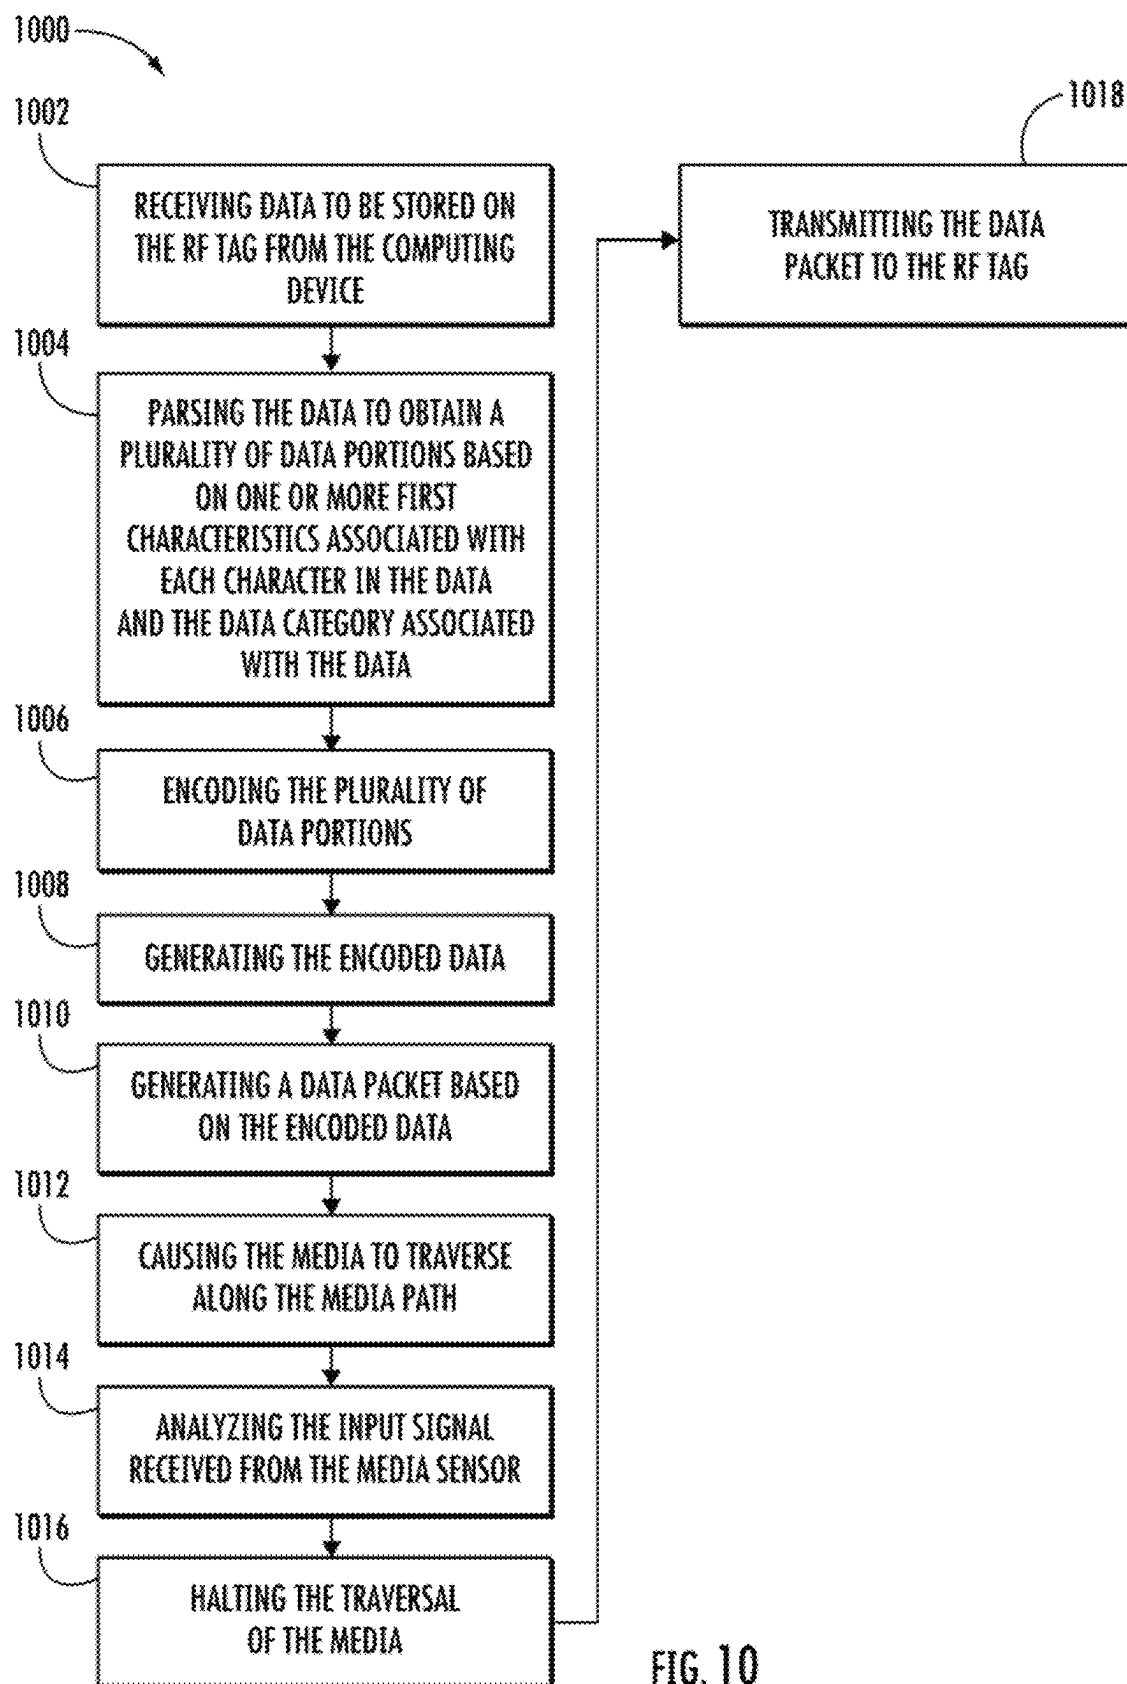 1000
1002
RECEIVING DATA TO BE STORED ON
THE RF TAG FROM THE COMPUTING
DEVICE
1004
PARSING THE DATA TO OBTAIN A
PLURALITY OF DATA PORTIONS BASED
ON ONE OR MORE FIRST
CHARACTERISTICS ASSOCIATED WITH
EACH CHARACTER IN THE DATA
AND THE DATA CATEGORY ASSOCIATED
WITH THE DATA
1006
ENCODING THE PLURALITY OF
DATA PORTIONS
1008
GENERATING THE ENCODED DATA
1010
GENERATING A DATA PACKET BASED
ON THE ENCODED DATA
1012
CAUSING THE MEDIA TO TRAVERSE
ALONG THE MEDIA PATH
1014
ANALYZING THE INPUT SIGNAL
RECEIVED FROM THE MEDIA SENSOR
1016
HALTING THE TRAVERSAL
OF THE MEDIA
1018
TRANSMITTING THE DATA
PACKET TO THE RF TAG
FIG. 10